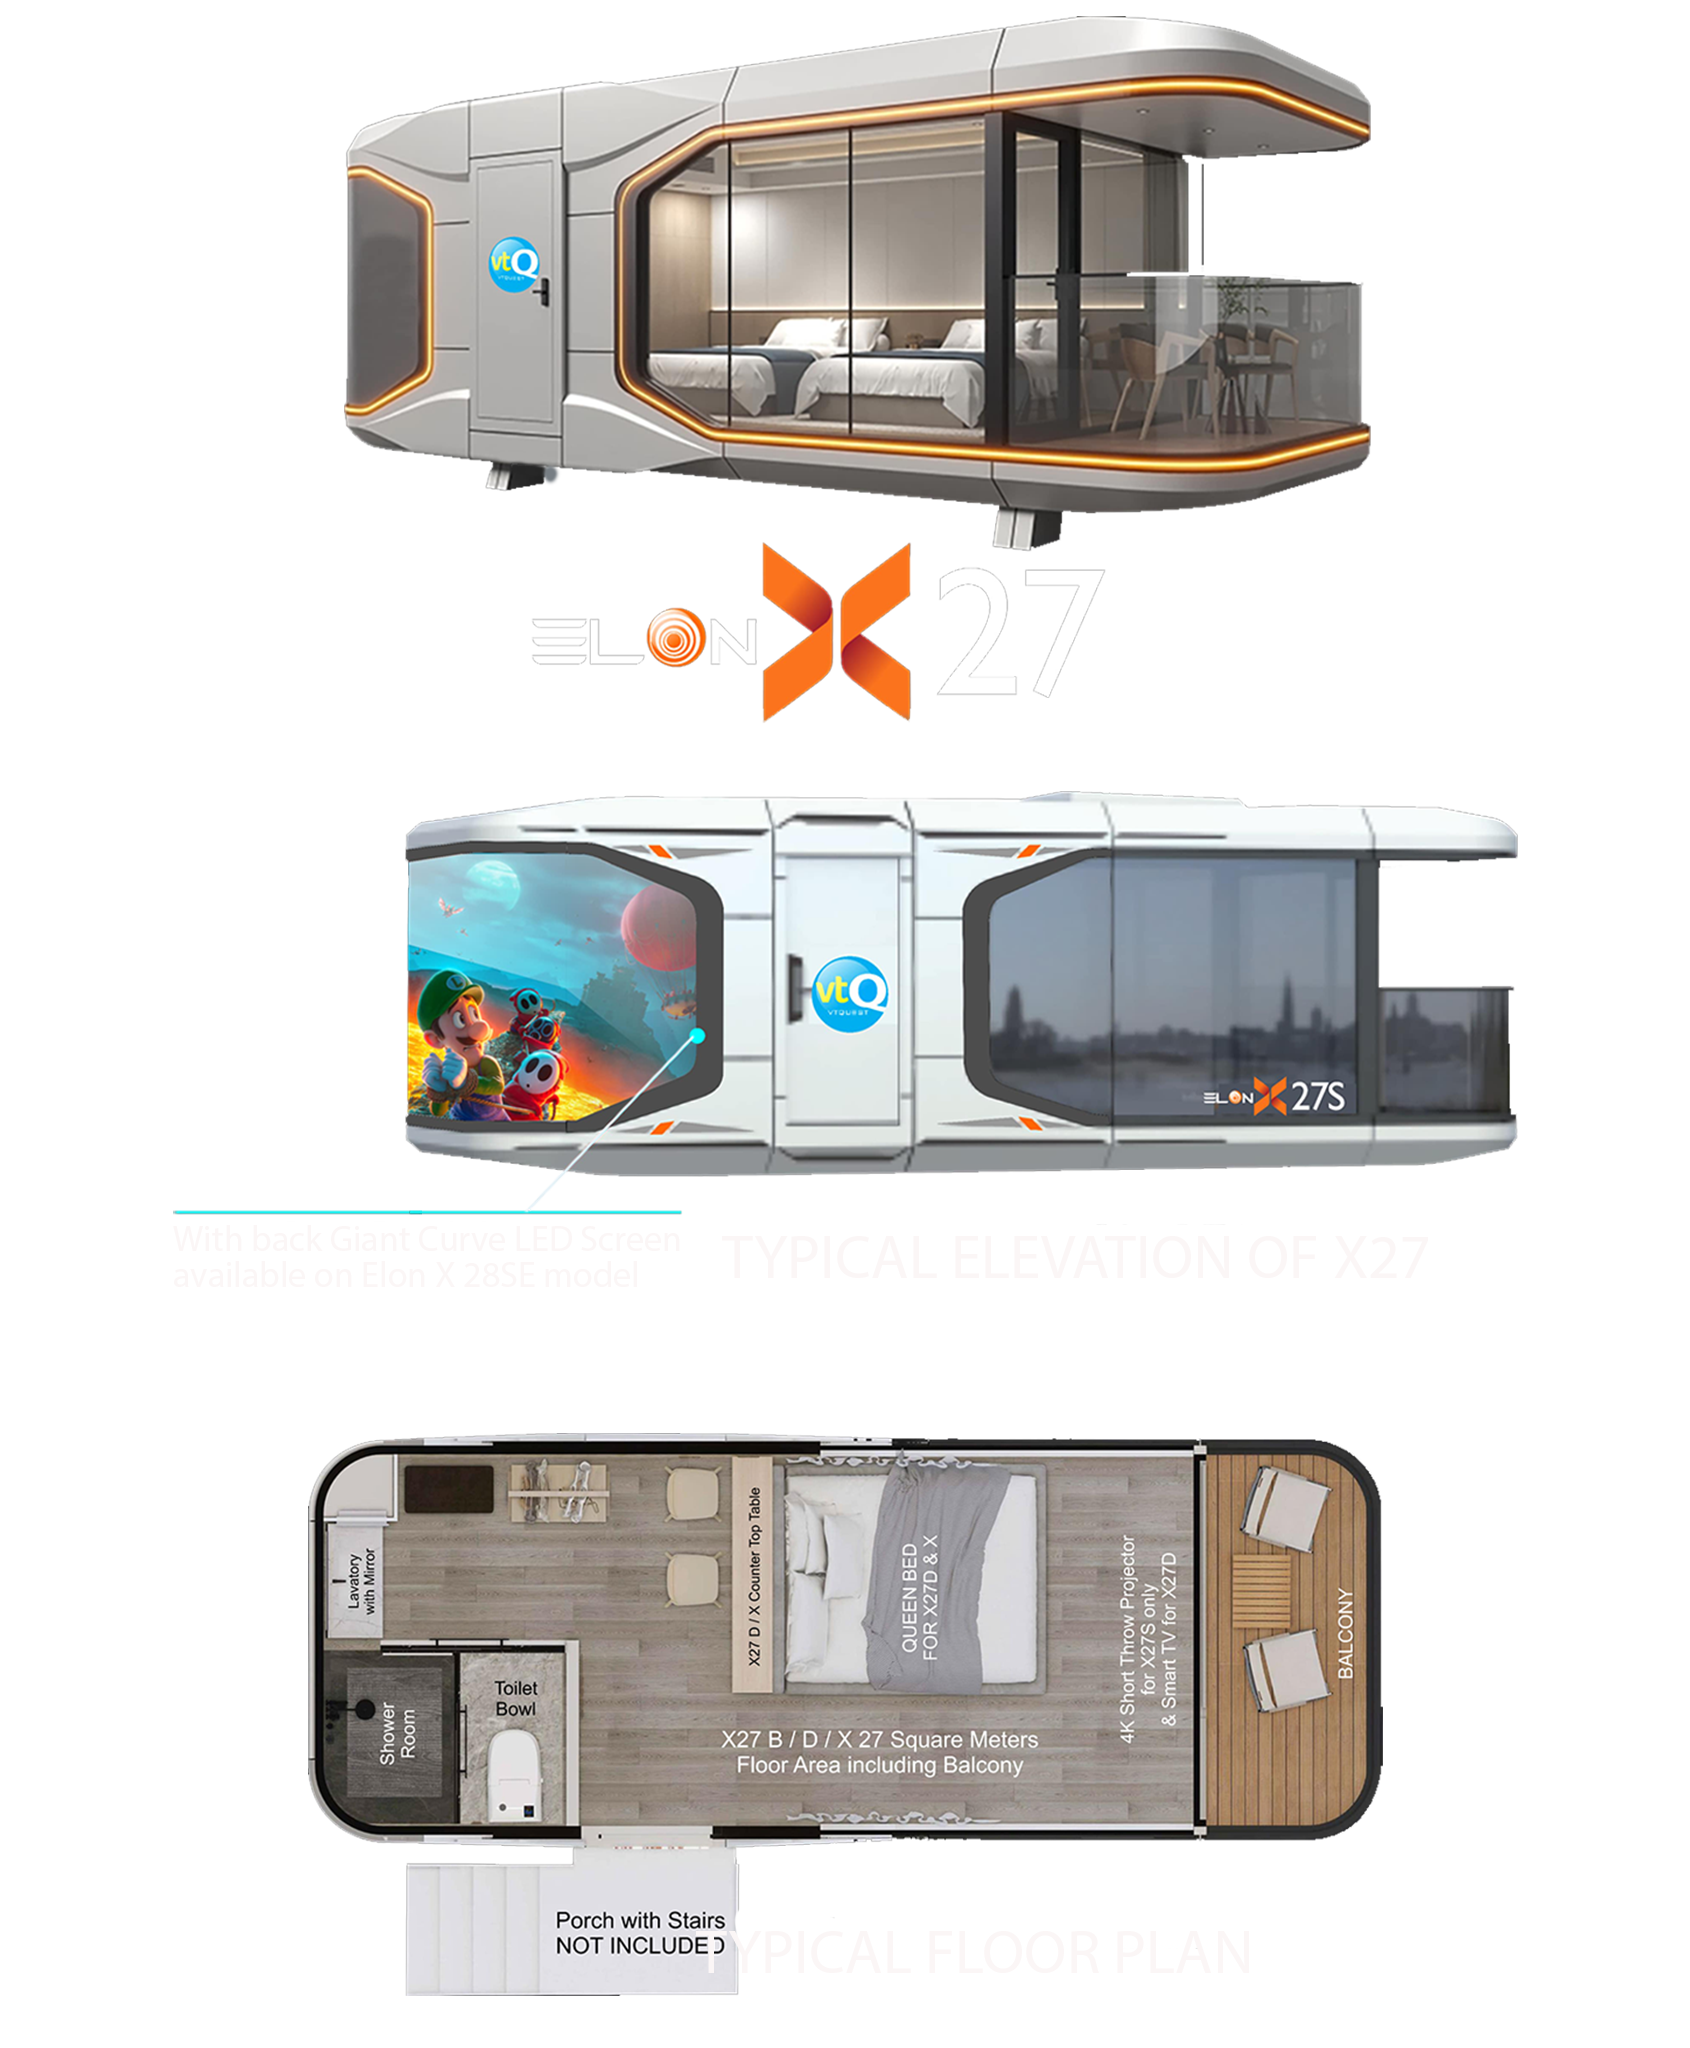 vtQ
VTQUEST
ELON X 27
vtQ
VTQUEST
ELON X 27S
With back Giant Curve LED Screen
available on Elon X 28SE model
TYPICAL ELEVATION OF X27
Lavatory
with Mirror
X27 D / X Counter Top Table
QUEEN BED
FOR X27D & X
4K Short Throw Projector
for X27S only
& Smart TV for X27D
BALCONY
Toilet
Bowl
Shower
Room
X27 B / D / X 27 Square Meters
Floor Area including Balcony
Porch with Stairs
NOT INCLUDED
TYPICAL FLOOR PLAN